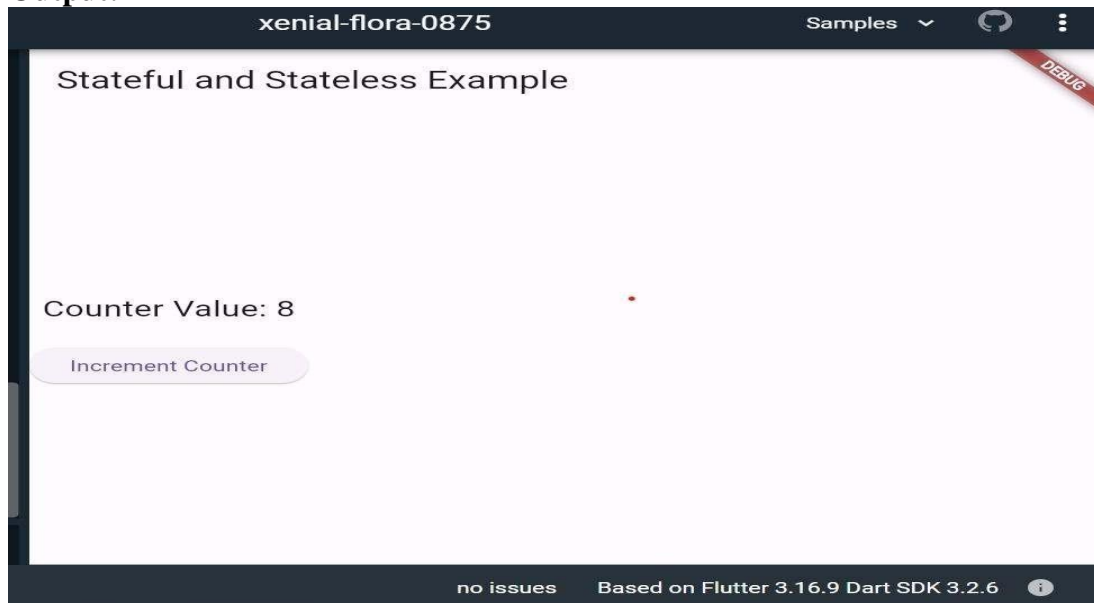 Output:
xenial-flora-0875 Samples
Stateful and Stateless Example
DEBUG
Counter Value: 8
Increment Counter
no issues Based on Flutter 3.16.9 Dart SDK 3.2.6